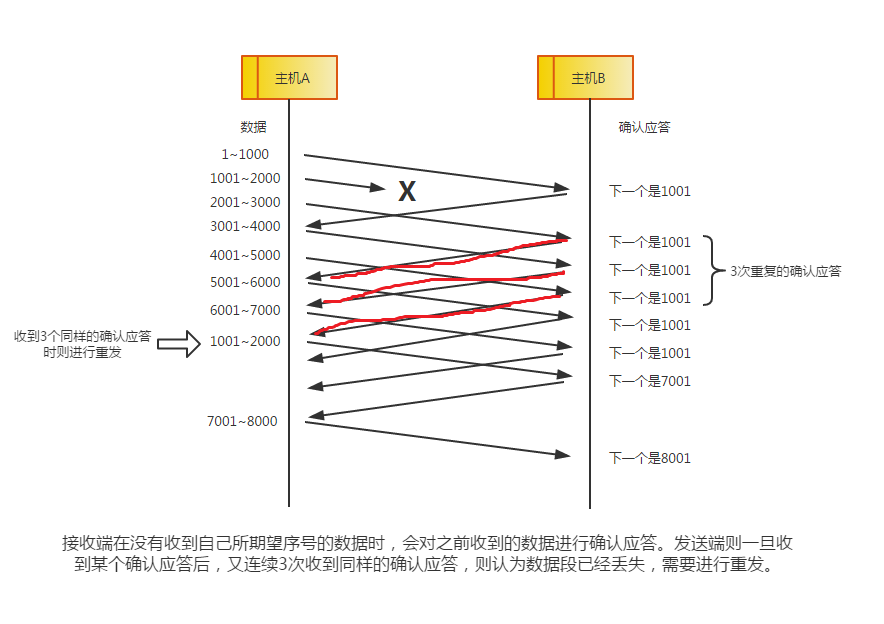 主机A
主机B
数据
确认应答
1~1000
1001~2000
X
下一个是1001
2001~3000
3001~4000
下一个是1001
4001~5000
下一个是1001
3次重复的确认应答
5001~6000
下一个是1001
6001~7000
下一个是1001
收到3个同样的确认应答
时则进行重发
1001~2000
下一个是1001
下一个是7001
7001~8000
下一个是8001
接收端在没有收到自己所期望序号的数据时，会对之前收到的数据进行确认应答。发送端则一旦收
到某个确认应答后，又连续3次收到同样的确认应答，则认为数据段已经丢失，需要进行重发。